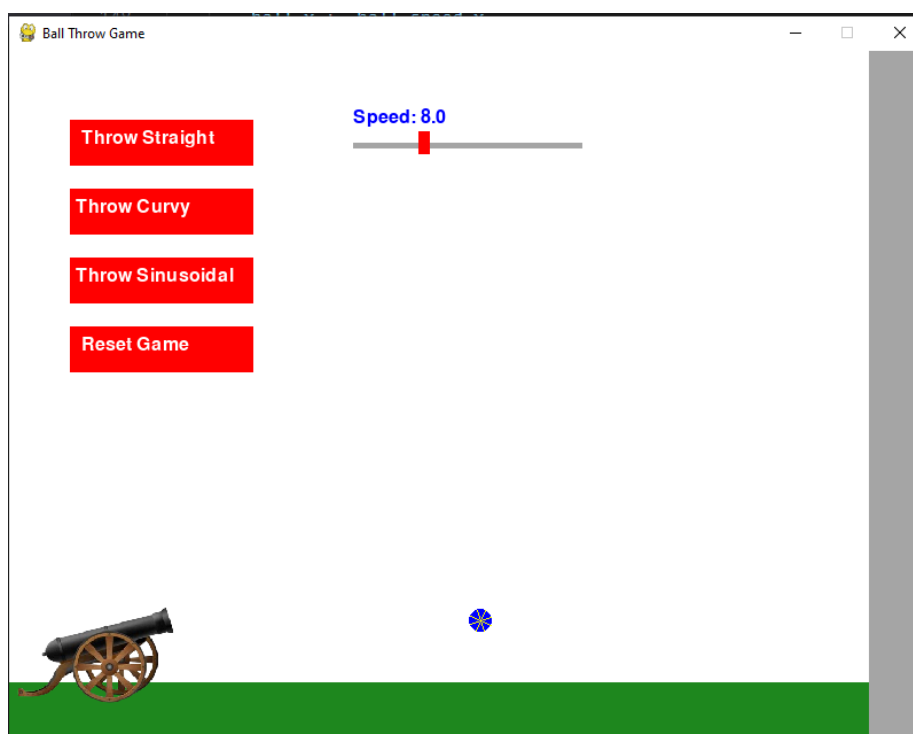 Ball Throw Game
Throw Straight
Speed: 8.0
Throw Curvy
Throw Sinusoidal
Reset Game